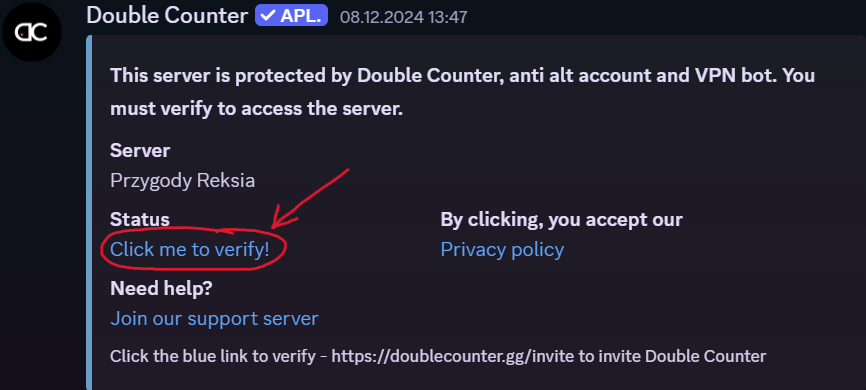 DC
Double Counter ✓ APL. 08.12.2024 13:47
This server is protected by Double Counter, anti alt account and VPN bot. You
must verify to access the server.
Server
Przygody Reksia
Status By clicking, you accept our
Click me to verify! Privacy policy
Need help?
Join our support server
Click the blue link to verify - https://doublecounter.gg/invite to invite Double Counter